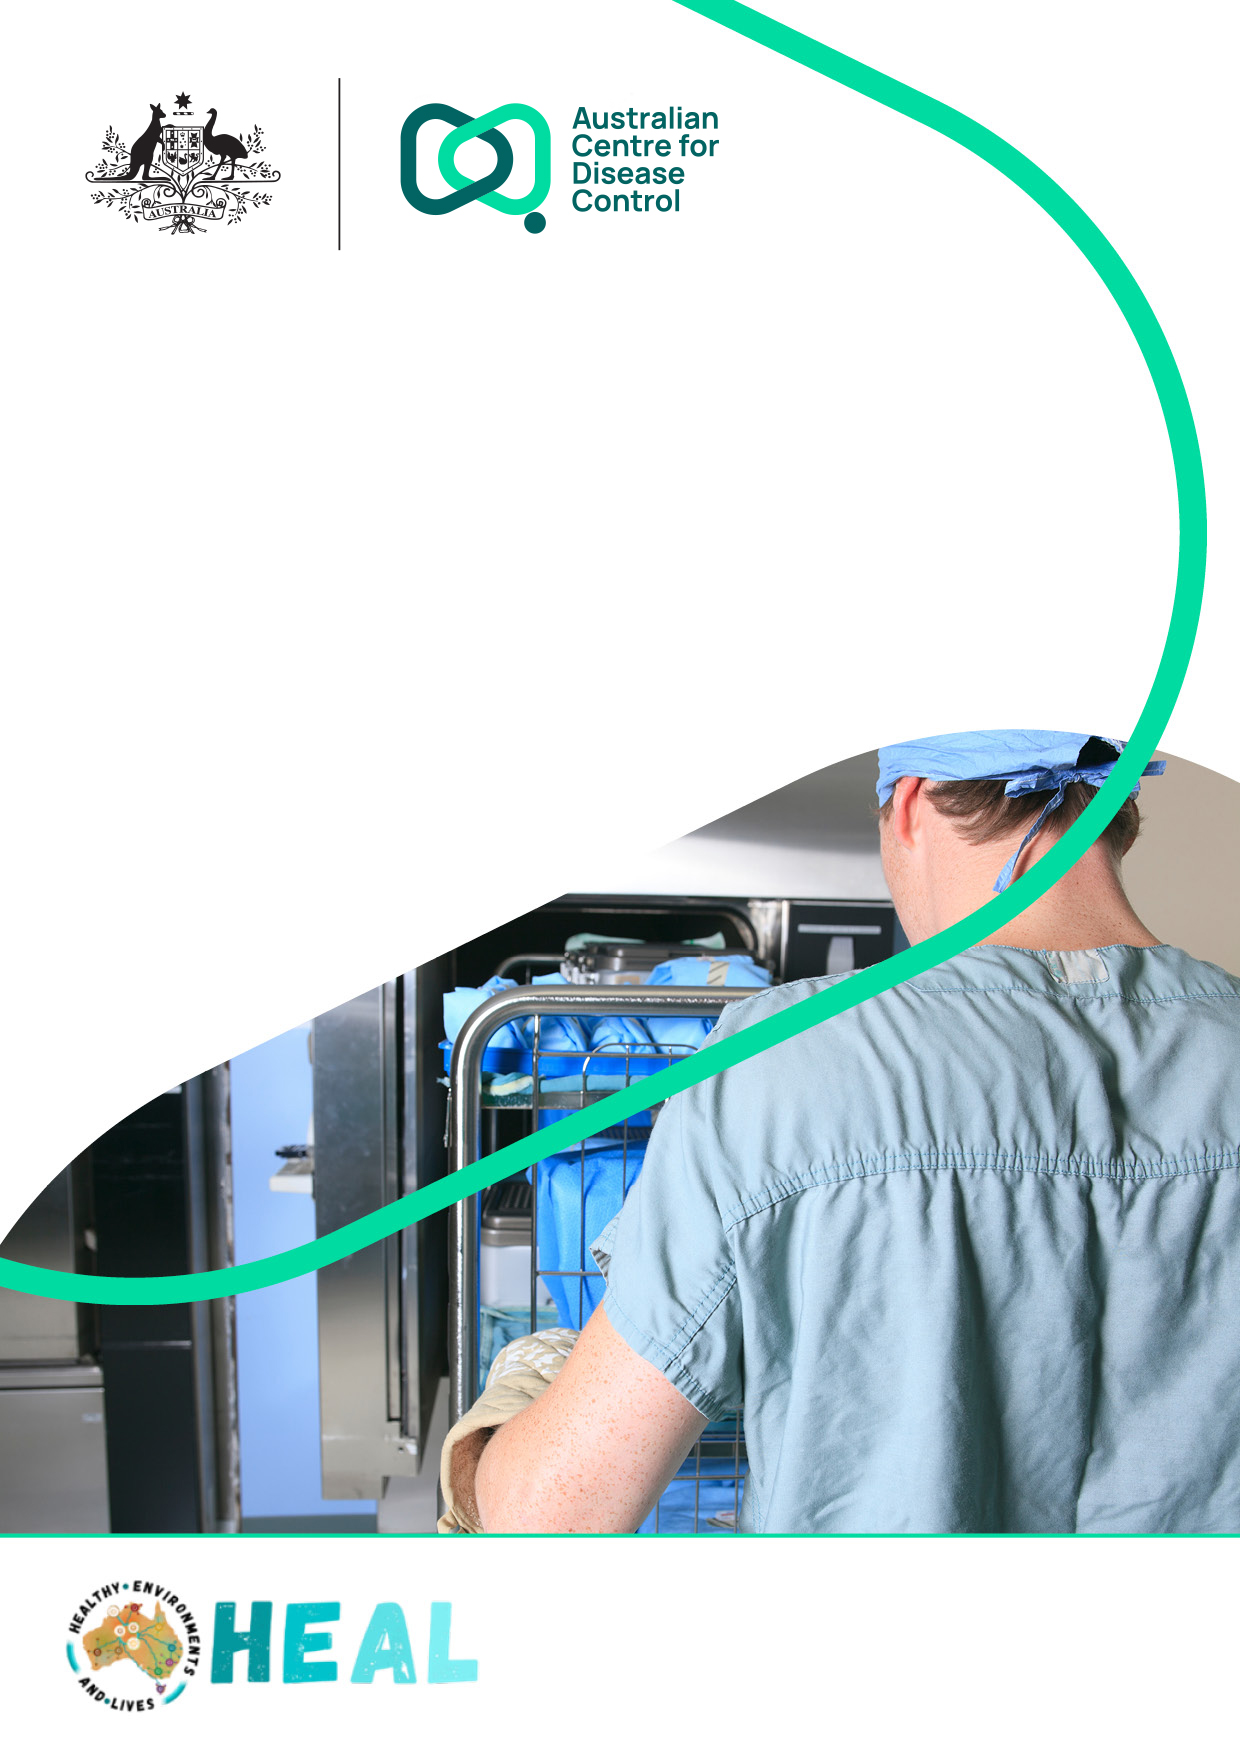 AUSTRALIA
Australian
Centre for
Disease
Control
HEALTHY • ENVIRONMENTS
AND • LIVES
HEAL